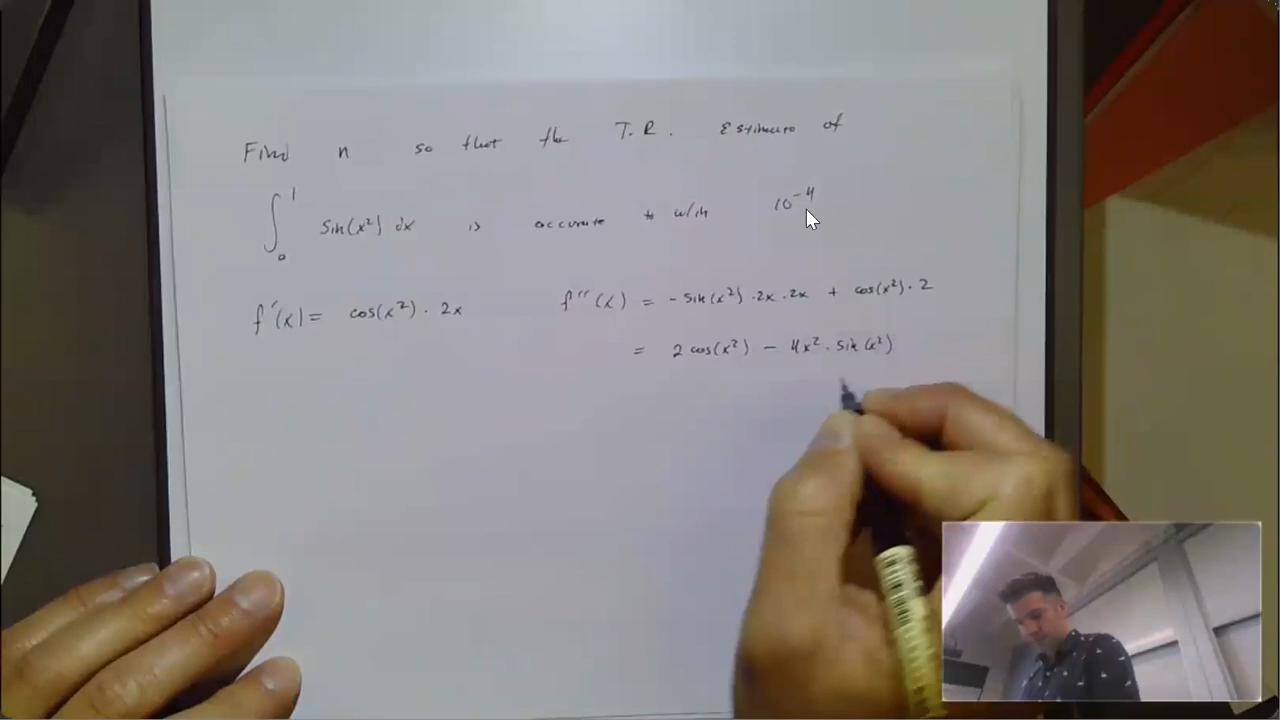 Find n so that the T.R. Estimate of
∫₀¹ sin(x²) dx is accurate to w/in 10⁻⁴
f'(x) = cos(x²) · 2x f''(x) = -sin(x²) · 2x · 2x + cos(x²) · 2
= 2 cos(x²) - 4x² · sin(x²)